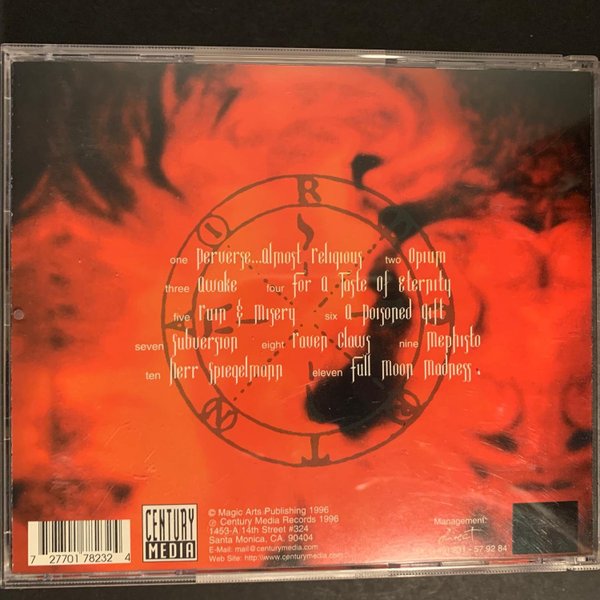 one Perverse...Almost Religious two Opium
three Awake four For A Taste Of Eternity
five Ruin & Misery six A Poisoned Gift
seven Subversion eight Raven Claws nine Mephisto
ten Herr Spiegelmann eleven Full Moon Madness.
CENTURY
MEDIA
© Magic Arts Publishing 1996
℗ Century Media Records 1996
1453-A 14th Street #324
Santa Monica, CA. 90404
E-Mail: mail@centurymedia.com
Web Site: http://www.centurymedia.com
Management:
direct
7 27701 78232 4